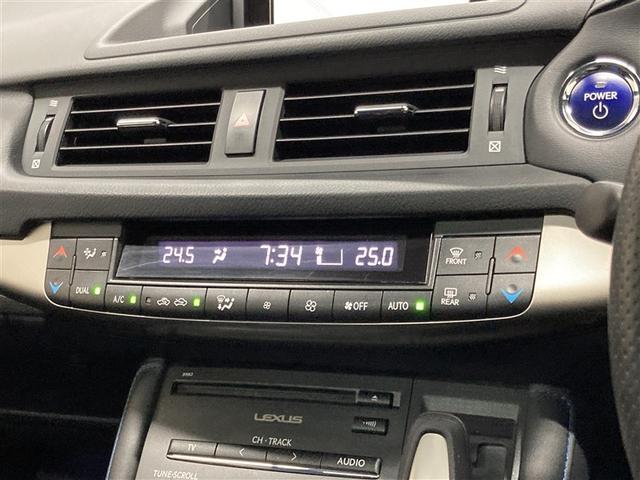 POWER
24.5 7:34 25.0
FRONT
DUAL A/C OFF AUTO REAR
LEXUS
CH·TRACK
TV < > AUDIO
TUNE·SCROLL